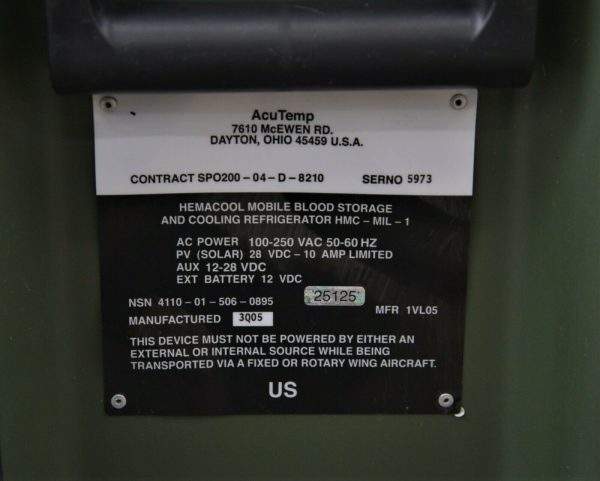 AcuTemp
7610 McEWEN RD.
DAYTON, OHIO 45459 U.S.A.
CONTRACT SPO200-04-D-8210 SERNO 5973
HEMACOOL MOBILE BLOOD STORAGE
AND COOLING REFRIGERATOR HMC-MIL-1
AC POWER 100-250 VAC 50-60 HZ
PV (SOLAR) 28 VDC-10 AMP LIMITED
AUX 12-28 VDC
EXT BATTERY 12 VDC
NSN 4110-01-506-0895 25125 MFR 1VL05
MANUFACTURED 3Q05
THIS DEVICE MUST NOT BE POWERED BY EITHER AN
EXTERNAL OR INTERNAL SOURCE WHILE BEING
TRANSPORTED VIA A FIXED OR ROTARY WING AIRCRAFT.
US